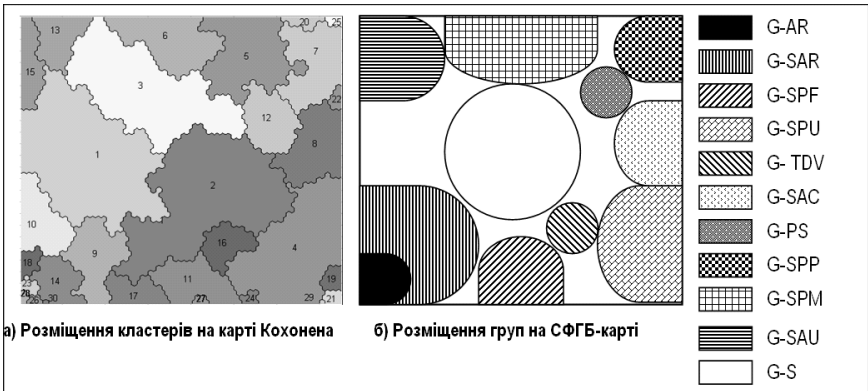 13
6
20
25
15
3
5
7
22
12
8
1
2
10
9
16
4
18
23
14
19
28
26
30
17
11
27
24
29
21
а) Розміщення кластерів на карті Кохонена
б) Розміщення груп на СФГБ-карті
G-AR
G-SAR
G-SPF
G-SPU
G- TDV
G-SAC
G-PS
G-SPP
G-SPM
G-SAU
G-S